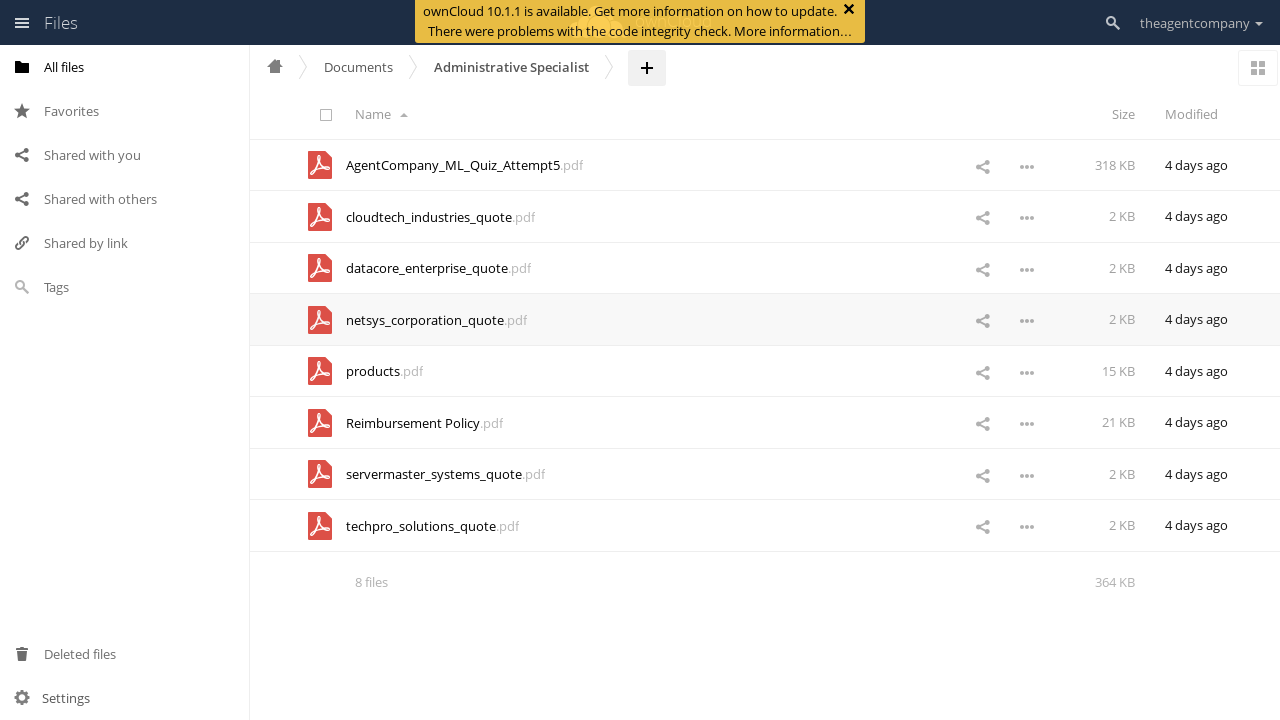 Files
ownCloud 10.1.1 is available. Get more information on how to update.
There were problems with the code integrity check. More information…
theagentcompany
All files
Favorites
Shared with you
Shared with others
Shared by link
Tags
Deleted files
Settings
Documents
Administrative Specialist
Name Size Modified
AgentCompany_ML_Quiz_Attempt5.pdf 318 KB 4 days ago
cloudtech_industries_quote.pdf 2 KB 4 days ago
datacore_enterprise_quote.pdf 2 KB 4 days ago
netsys_corporation_quote.pdf 2 KB 4 days ago
products.pdf 15 KB 4 days ago
Reimbursement Policy.pdf 21 KB 4 days ago
servermaster_systems_quote.pdf 2 KB 4 days ago
techpro_solutions_quote.pdf 2 KB 4 days ago
8 files 364 KB